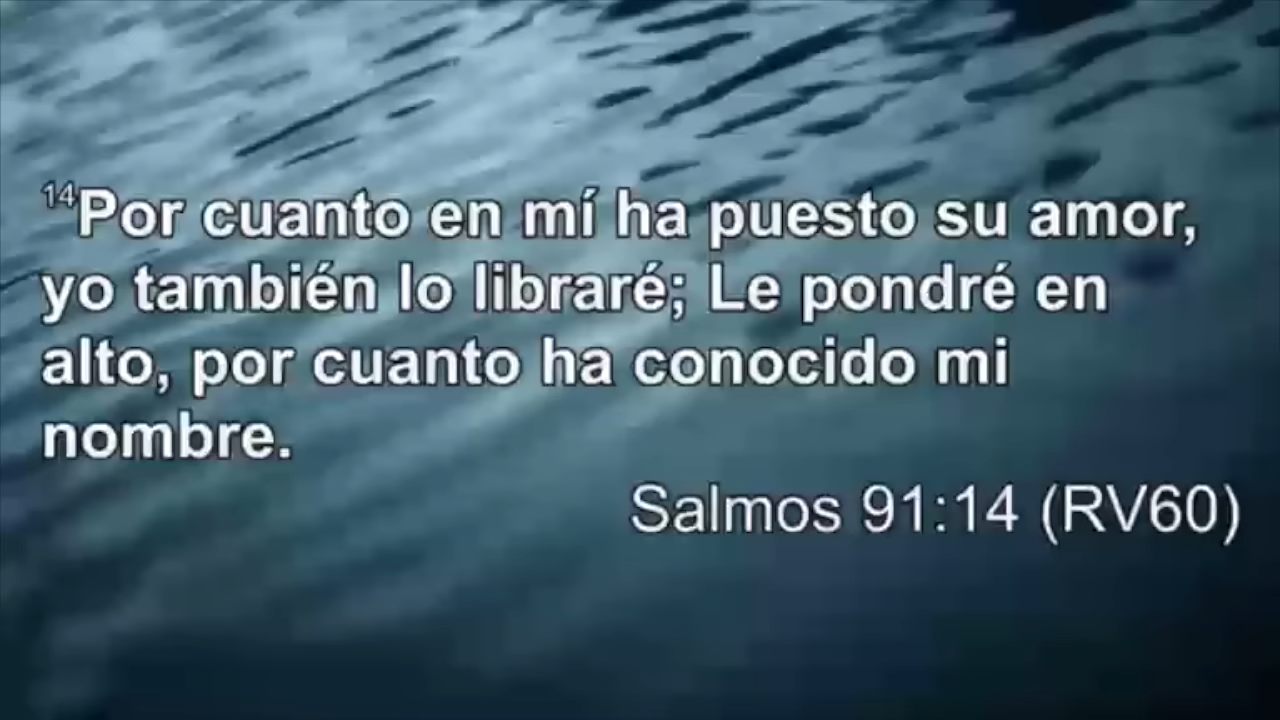 14Por cuanto en mí ha puesto su amor,
yo también lo libraré; Le pondré en
alto, por cuanto ha conocido mi
nombre.
Salmos 91:14 (RV60)